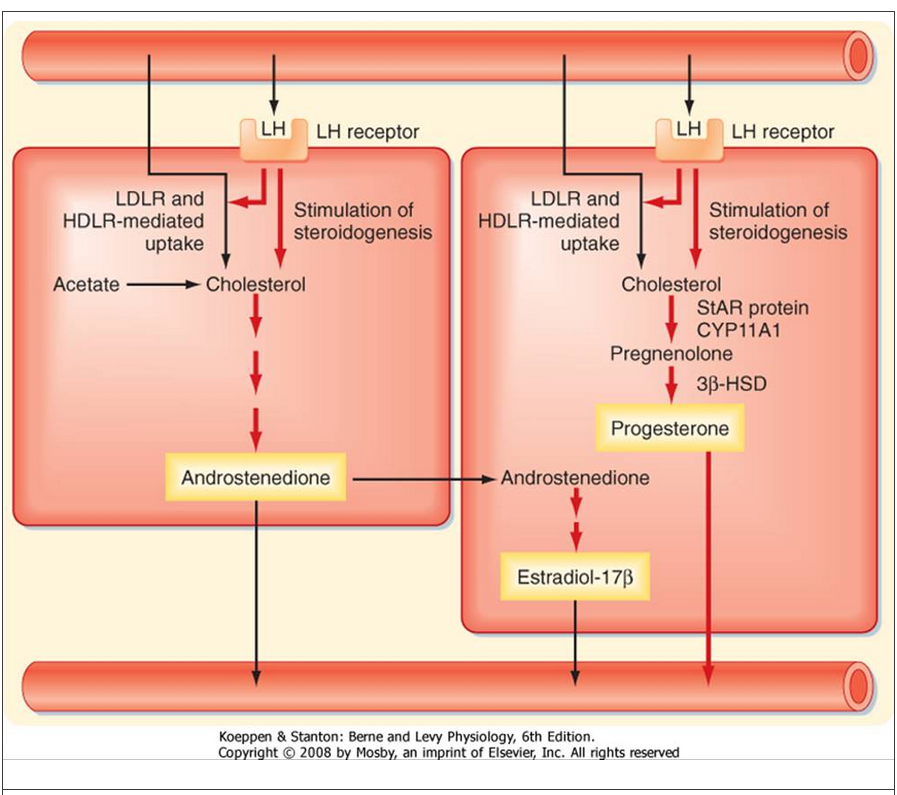 LH
LH receptor
LDLR and
HDLR-mediated
uptake
Stimulation of
steroidogenesis
Acetate
Cholesterol
Androstenedione
LH
LH receptor
LDLR and
HDLR-mediated
uptake
Stimulation of
steroidogenesis
Cholesterol
StAR protein
CYP11A1
Pregnenolone
3β-HSD
Progesterone
Androstenedione
Estradiol-17β
Koeppen & Stanton: Berne and Levy Physiology, 6th Edition.
Copyright © 2008 by Mosby, an imprint of Elsevier, Inc. All rights reserved